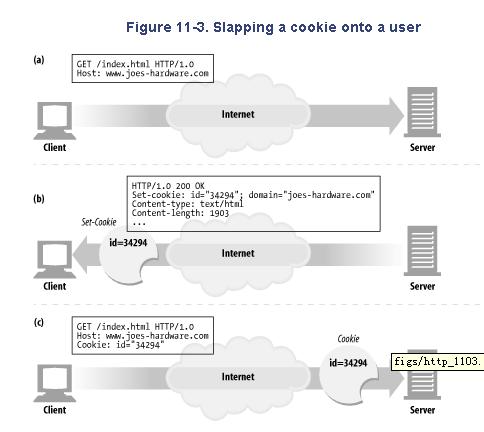 Figure 11-3. Slapping a cookie onto a user
(a)
GET /index.html HTTP/1.0
Host: www.joes-hardware.com
Internet
Client
Server
HTTP/1.0 200 OK
Set-cookie: id="34294"; domain="joes-hardware.com"
Content-type: text/html
Content-length: 1903
...
(b)
Set-Cookie
id=34294
Internet
Client
Server
(c)
GET /index.html HTTP/1.0
Host: www.joes-hardware.com
Cookie: id="34294"
Cookie
id=34294
figs/http_1103.
Internet
Client
Server